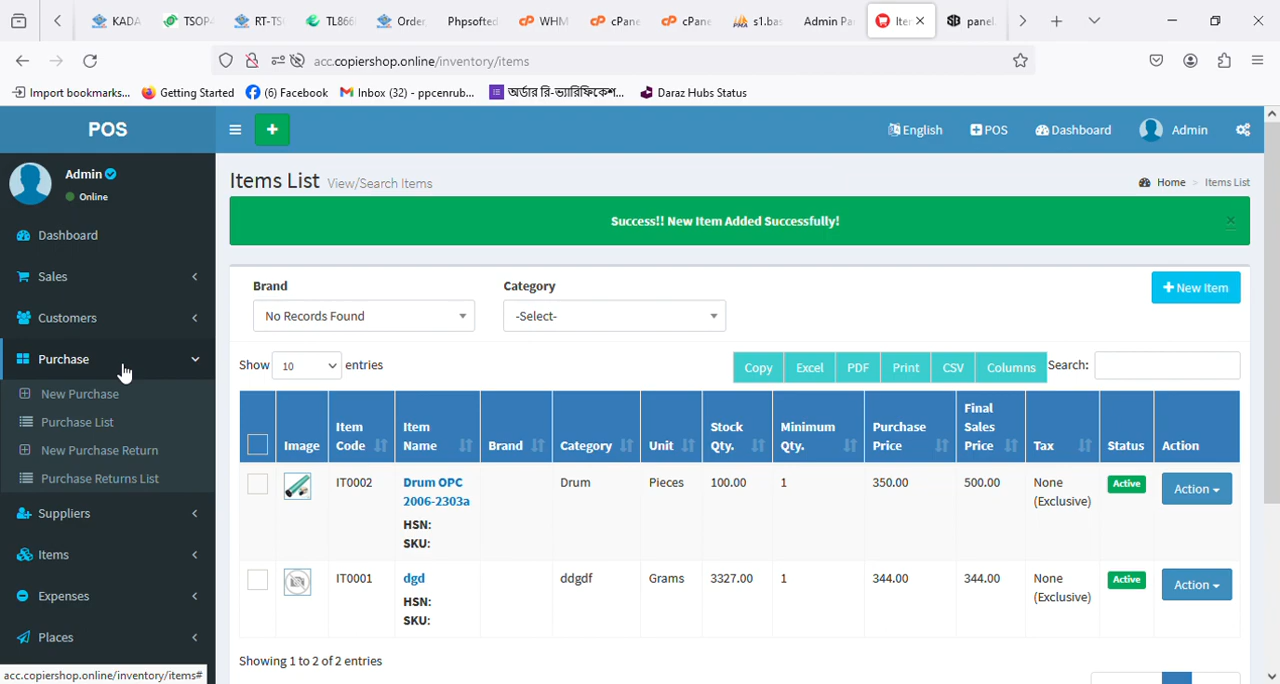 KADA
TSOP
RT-TS
TL866
Order
Phpsofted
cP WHM
cP cPane
cP cPane
s1.bas
Admin Pa
Ite
panel
acc.copiershop.online/inventory/items
Import bookmarks... Getting Started (6) Facebook Inbox (32) - ppcenrub... অর্ডার রি-ভ্যারিফিকেশ... Daraz Hubs Status
POS
English POS Dashboard Admin
Admin
Online
Dashboard
Sales
Customers
Purchase
New Purchase
Purchase List
New Purchase Return
Purchase Returns List
Suppliers
Items
Expenses
Places
acc.copiershop.online/inventory/items#
Items List View/Search Items
Home > Items List
Success!! New Item Added Successfully!
×
Brand Category
No Records Found -Select-
+ New Item
Show 10 entries
Copy Excel PDF Print CSV Columns Search:
Image Item Code Item Name Brand Category Unit Stock Qty. Minimum Qty. Purchase Price Final Sales Price Tax Status Action
IT0002 Drum OPC Drum Pieces 100.00 1 350.00 500.00 None Active Action
2006-2303a (Exclusive)
HSN:
SKU:
IT0001 dgd ddgdf Grams 3327.00 1 344.00 344.00 None Active Action
HSN: (Exclusive)
SKU:
Showing 1 to 2 of 2 entries